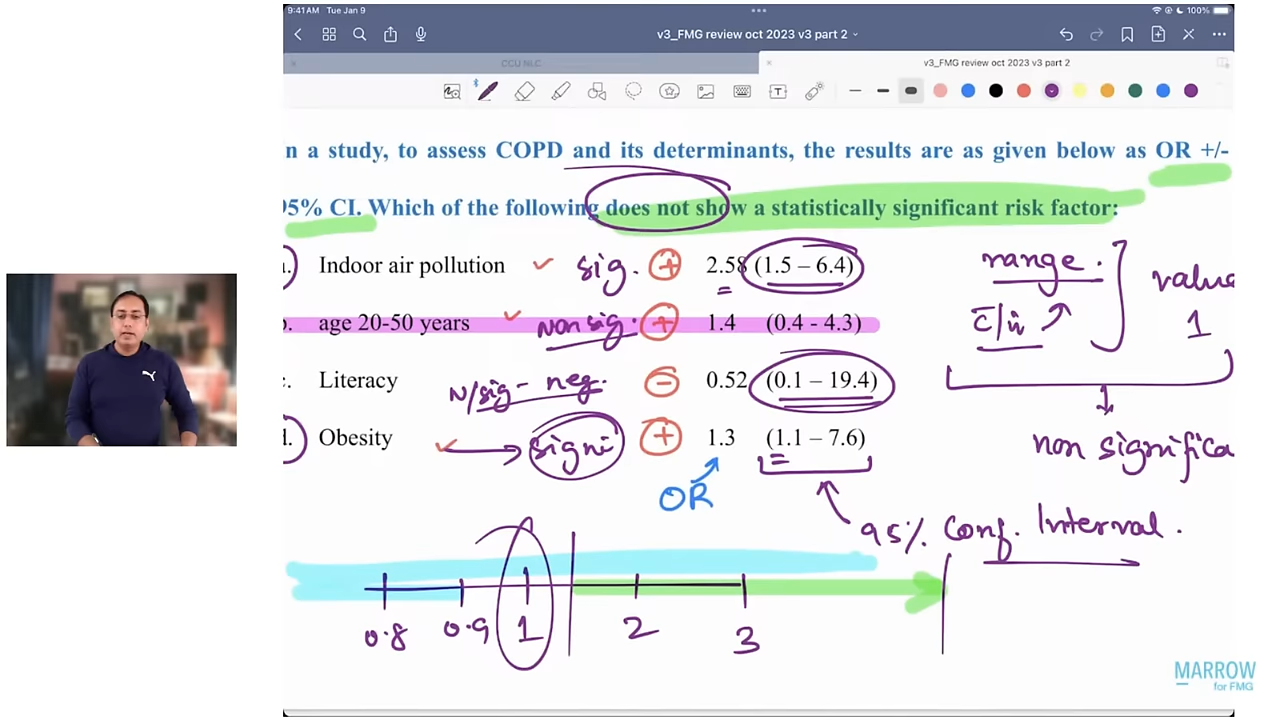 9:41 AM Tue Jan 9
100%
v3_FMG review oct 2023 v3 part 2
CCU NLC
v3_FMG review oct 2023 v3 part 2
n a study, to assess COPD and its determinants, the results are as given below as OR +/-
95% CI. Which of the following does not show a statistically significant risk factor:
Indoor air pollution sig. + 2.58 (1.5 – 6.4)
range.
value
b. age 20-50 years Non sig. + 1.4 (0.4 - 4.3)
1
c. Literacy N/sig - neg. – 0.52 (0.1 – 19.4)
d. Obesity signi + 1.3 (1.1 – 7.6)
non significa
OR
95% Conf. Interval.
0.8 0.9 1 2 3
MARROW
for FMG